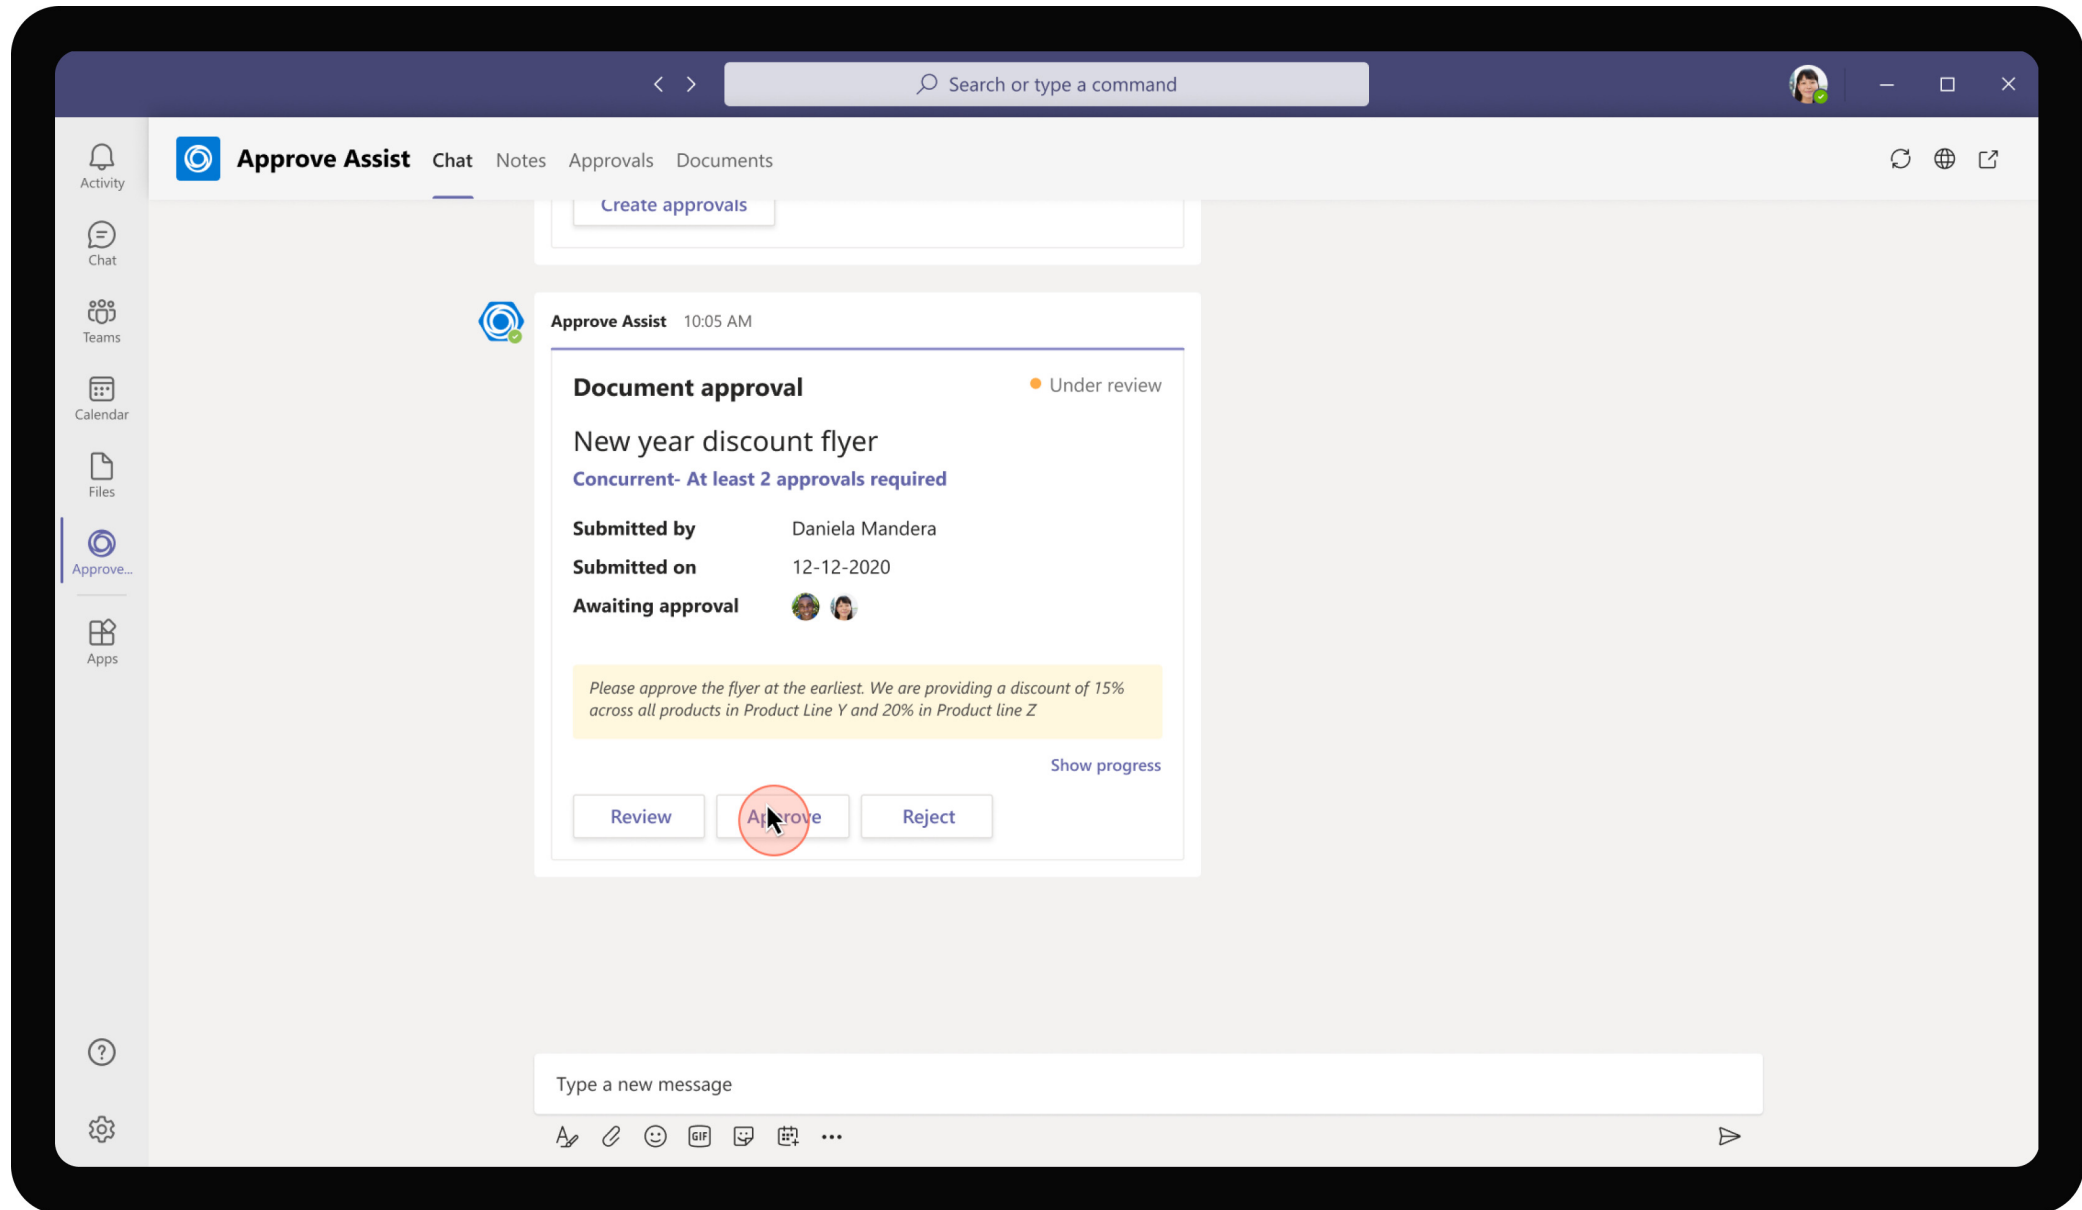 Search or type a command
Activity
Chat
Teams
Calendar
Files
Approve...
Apps
Approve Assist Chat Notes Approvals Documents
Create approvals
Approve Assist 10:05 AM
Document approval Under review
New year discount flyer
Concurrent- At least 2 approvals required
Submitted by Daniela Mandera
Submitted on 12-12-2020
Awaiting approval
Please approve the flyer at the earliest. We are providing a discount of 15%
across all products in Product Line Y and 20% in Product line Z
Show progress
Review Approve Reject
Type a new message
GIF